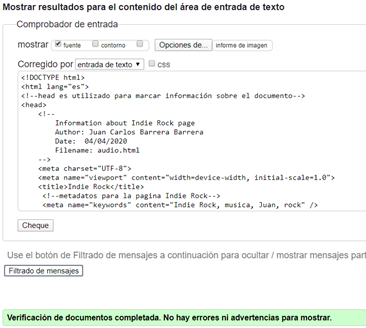 Mostrar resultados para el contenido del área de entrada de texto
Comprobador de entrada
mostrar fuente contorno Opciones de... informe de imagen
Corregido por entrada de texto css
<!DOCTYPE html>
<html lang="es">
<!--head es utilizado para marcar información sobre el documento-->
<head>
<!--
Information about Indie Rock page
Author: Juan Carlos Barrera Barrera
Date: 04/04/2020
Filename: audio.html
-->
<meta charset="UTF-8">
<meta name="viewport" content="width=device-width, initial-scale=1.0">
<title>Indie Rock</title>
<!--metadatos para la pagina Indie Rock-->
<meta name="keywords" content="Indie Rock, musica, Juan, rock" />
Cheque
Use el botón de Filtrado de mensajes a continuación para ocultar / mostrar mensajes part
Filtrado de mensajes
Verificación de documentos completada. No hay errores ni advertencias para mostrar.